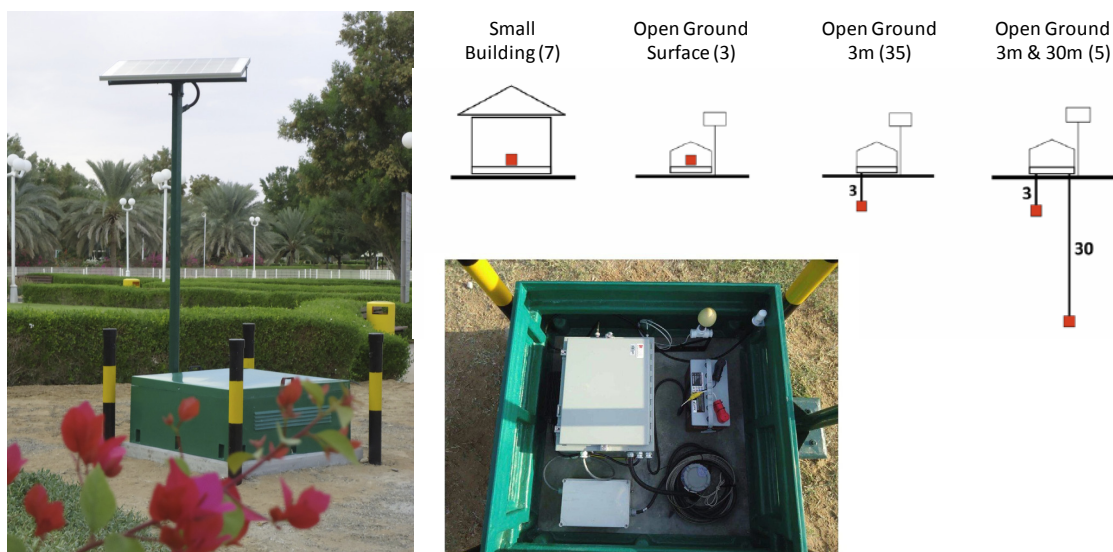 Small
Building (7)
Open Ground
Surface (3)
Open Ground
3m (35)
Open Ground
3m & 30m (5)
3
3
30